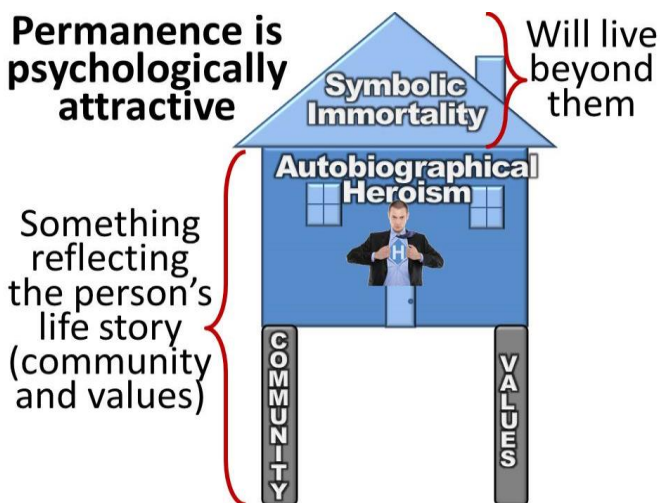 Permanence is
psychologically
attractive
Will live
beyond
them
Symbolic
Immortality
Autobiographical
Heroism
H
Something
reflecting
the person's
life story
(community
and values)
COMMUNITY
VALUES